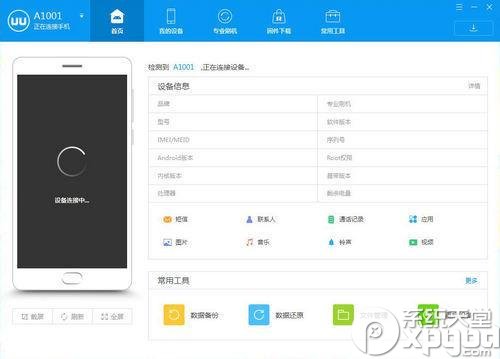 UU A1001
正在连接手机
首页 我的设备 专业刷机 固件下载 常用工具
检测到 A1001 ,正在连接设备...
设备信息 详情
品牌 专业刷机
型号 软件版本
IMEI/MEID 序列号
Android版本 Root权限
内核版本 基带版本
处理器 剩余电量
设备连接中...
短信 联系人 通话记录 应用
图片 音乐 铃声 视频
常用工具 更多
数据备份 数据还原 文件管理
截屏 刷新 全屏
系统天堂